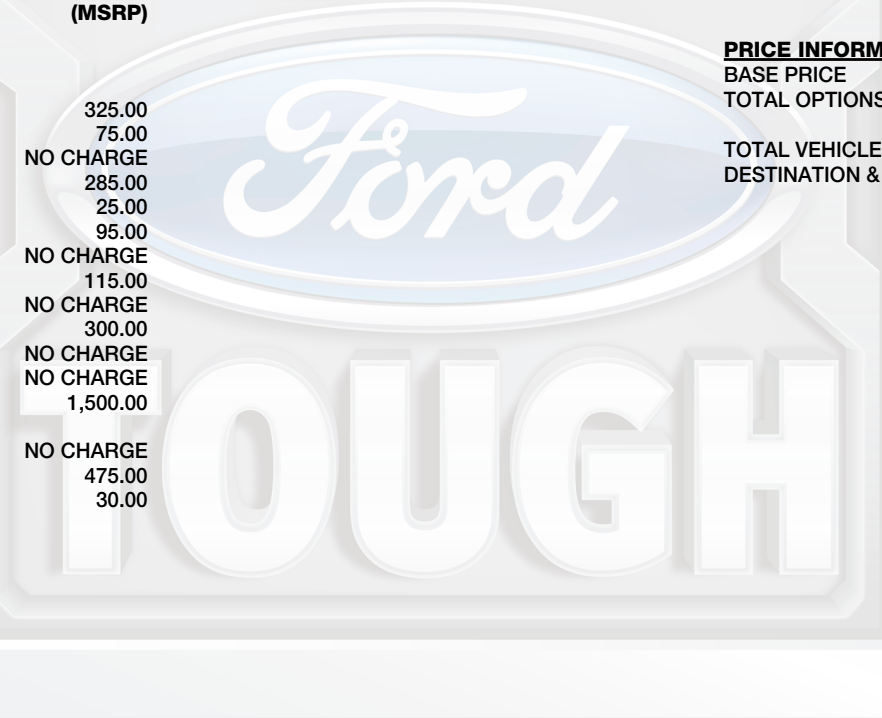 (MSRP)
325.00
75.00
NO CHARGE
285.00
25.00
95.00
NO CHARGE
115.00
NO CHARGE
300.00
NO CHARGE
NO CHARGE
1,500.00
NO CHARGE
475.00
30.00
PRICE INFORM
BASE PRICE
TOTAL OPTIONS
TOTAL VEHICLE
DESTINATION &
Ford
TOUGH